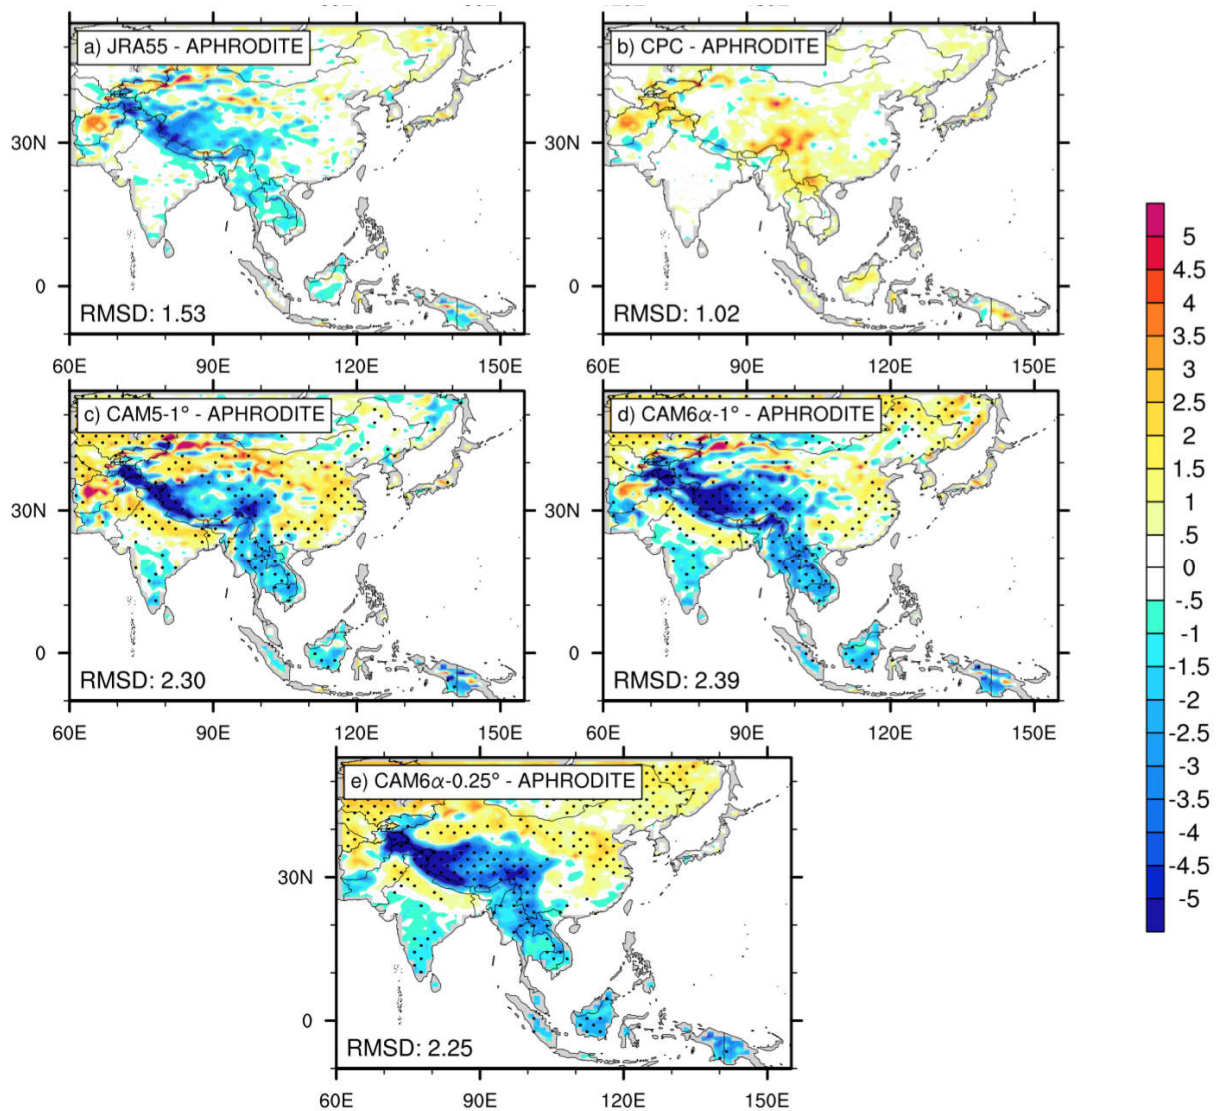 a) JRA55 - APHRODITE
b) CPC - APHRODITE
30N
0
RMSD: 1.53
RMSD: 1.02
60E 90E 120E 150E
60E 90E 120E 150E
c) CAM5-1° - APHRODITE
d) CAM6α-1° - APHRODITE
30N
30N
0
0
RMSD: 2.30
RMSD: 2.39
60E 90E 120E 150E
60E 90E 120E 150E
e) CAM6α-0.25° - APHRODITE
30N
0
RMSD: 2.25
60E 90E 120E 150E
5
4.5
4
3.5
3
2.5
2
1.5
1
.5
0
-.5
-1
-1.5
-2
-2.5
-3
-3.5
-4
-4.5
-5